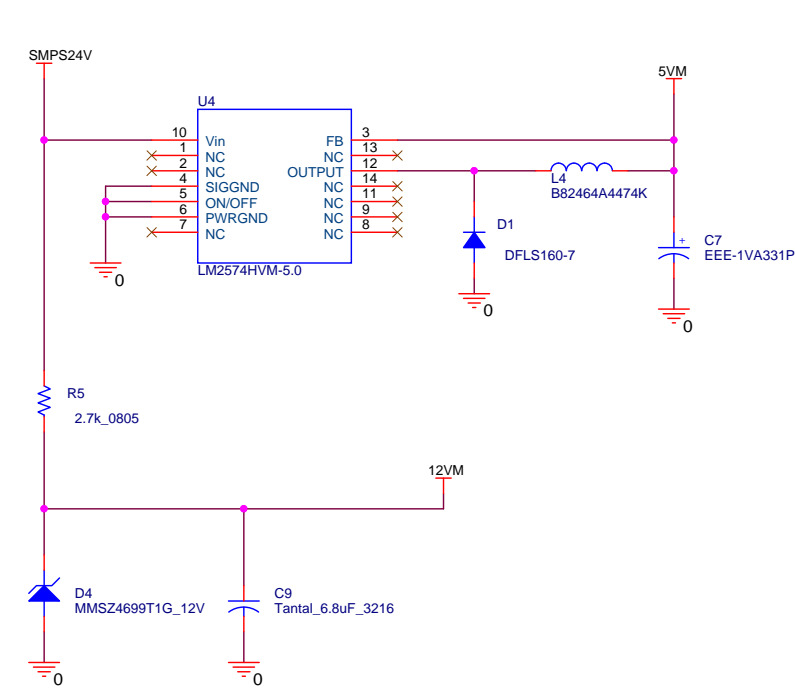 SMPS24V
5VM
U4
10 Vin FB 3
1 NC NC 13
2 NC OUTPUT 12
4 SIGGND NC 14
5 ON/OFF NC 11
6 PWRGND NC 9
7 NC NC 8
LM2574HVM-5.0
L4
B82464A4474K
D1
DFLS160-7
C7
EEE-1VA331P
+
0
0
0
R5
2.7k_0805
12VM
D4
MMSZ4699T1G_12V
C9
Tantal_6.8uF_3216
0
0